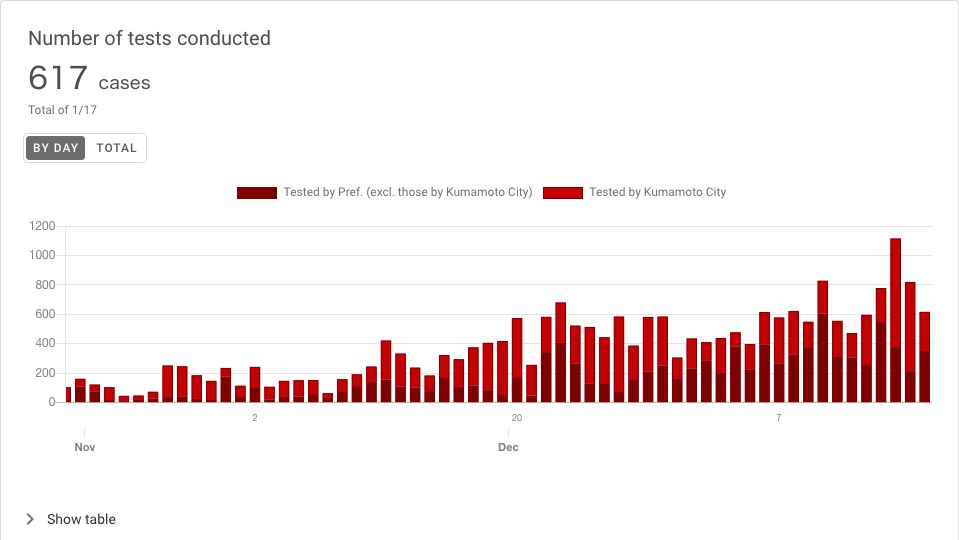 Number of tests conducted
617 cases
Total of 1/17
BY DAY TOTAL
Tested by Pref. (excl. those by Kumamoto City) Tested by Kumamoto City
1200
1000
800
600
400
200
0
2 20 7
Nov Dec
Show table